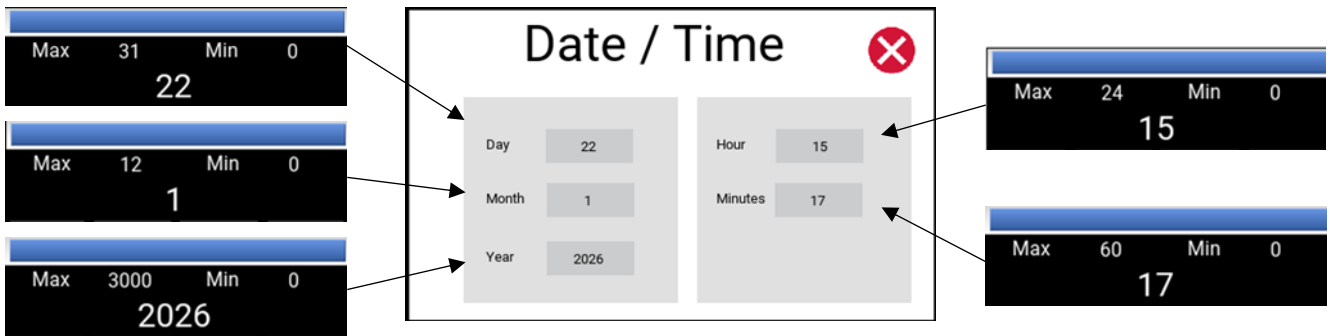 Max 31 Min 0
22
Max 12 Min 0
1
Max 3000 Min 0
2026
Date / Time
Day 22
Month 1
Year 2026
Hour 15
Minutes 17
Max 24 Min 0
15
Max 60 Min 0
17